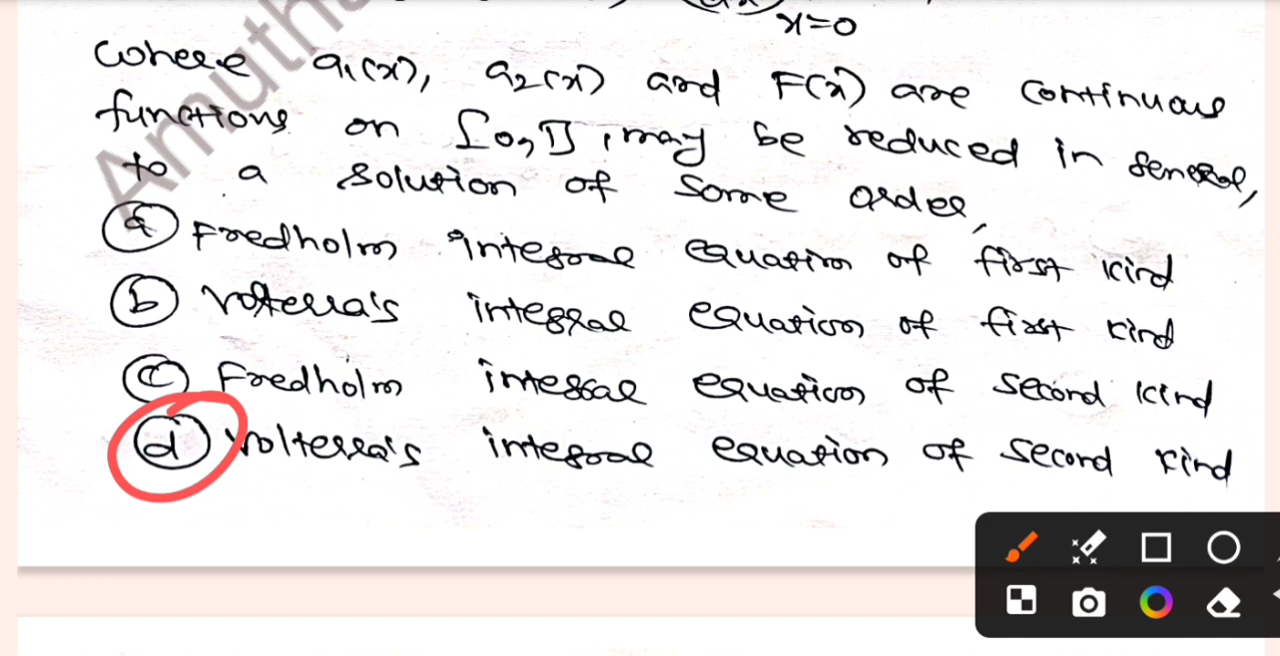 x=0
where a₁(x), a₂(x) and F(x) are continuous
functions on [0,1], may be reduced in general,
to a solution of some order,
(a) Fredholm integral equation of first kind
(b) Volterra's integral equation of first kind
(c) Fredholm integral equation of second kind
(d) Volterra's integral equation of second kind
Amutha